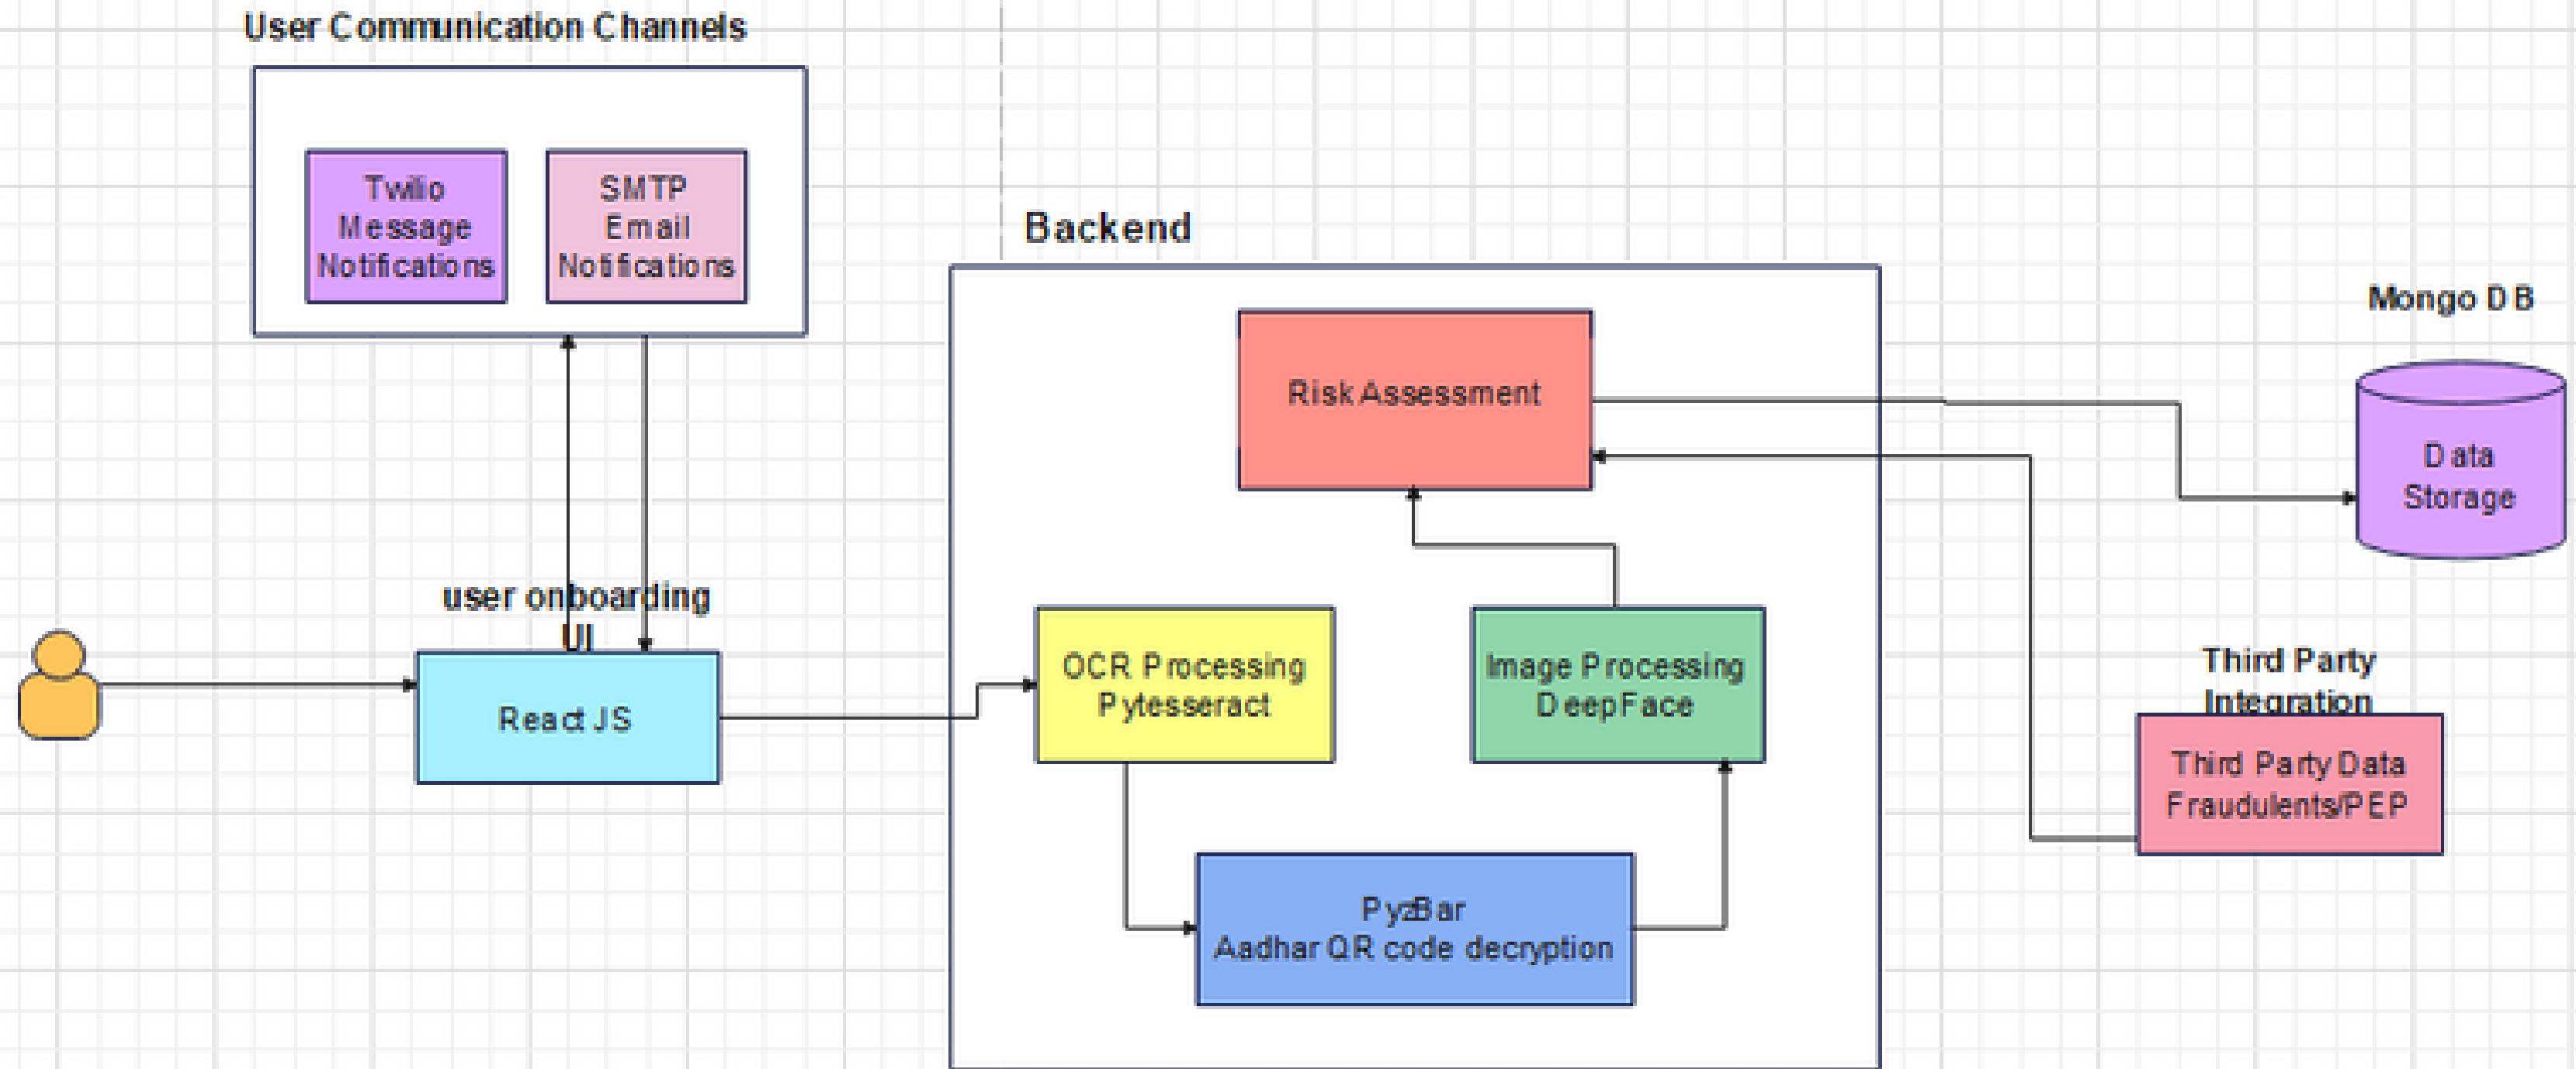 User Communication Channels
Twilio
Message
Notifications
SMTP
Email
Notifications
user onboarding
UI
React JS
Backend
Risk Assessment
OCR Processing
Pytesseract
Image Processing
DeepFace
PyzBar
Aadhar QR code decryption
Mongo DB
Data
Storage
Third Party
Integration
Third Party Data
Fraudulents/PEP